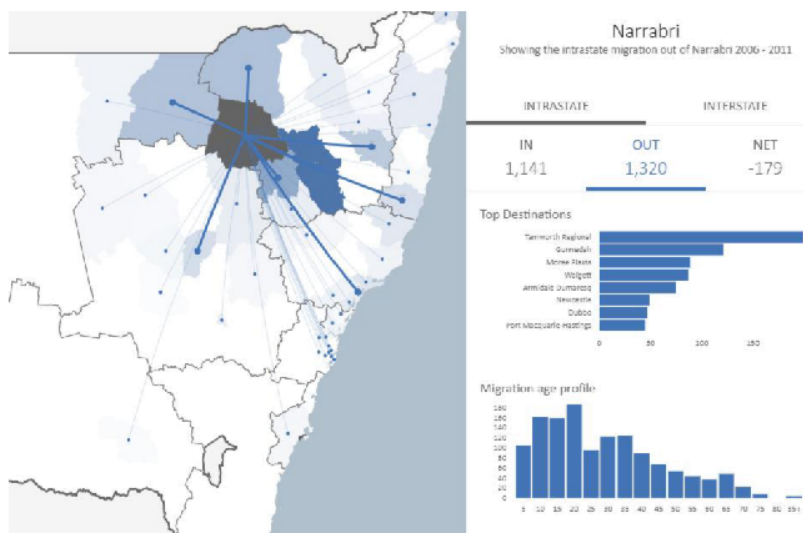 Narrabri
Showing the intrastate migration out of Narrabri 2006 - 2011
INTRASTATE INTERSTATE
IN OUT NET
1,141 1,320 -179
Top Destinations
Tamworth Regional
Gunnedah
Moree Plains
Walgett
Armidale Dumaresq
Newcastle
Dubbo
Port Macquarie-Hastings
0 50 100 150
Migration age profile
180
160
140
120
100
80
60
40
20
0
5 10 15 20 25 30 35 40 45 50 55 60 65 70 75 80 85+